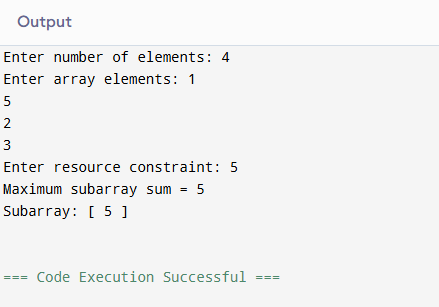 Output
Enter number of elements: 4
Enter array elements: 1
5
2
3
Enter resource constraint: 5
Maximum subarray sum = 5
Subarray: [ 5 ]
=== Code Execution Successful ===